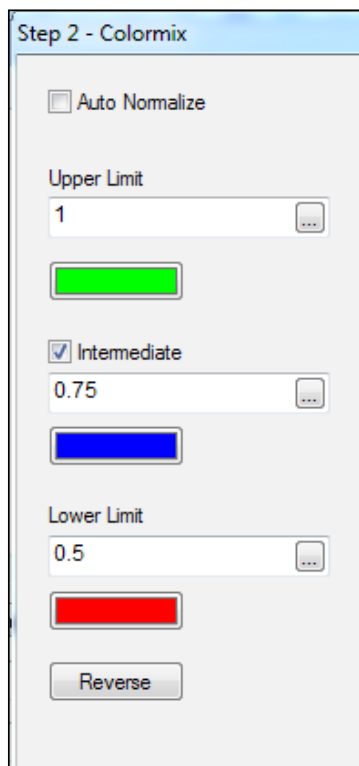 Step 2 - Colormix
Auto Normalize
Upper Limit
1
...
Intermediate
0.75
...
Lower Limit
0.5
...
Reverse